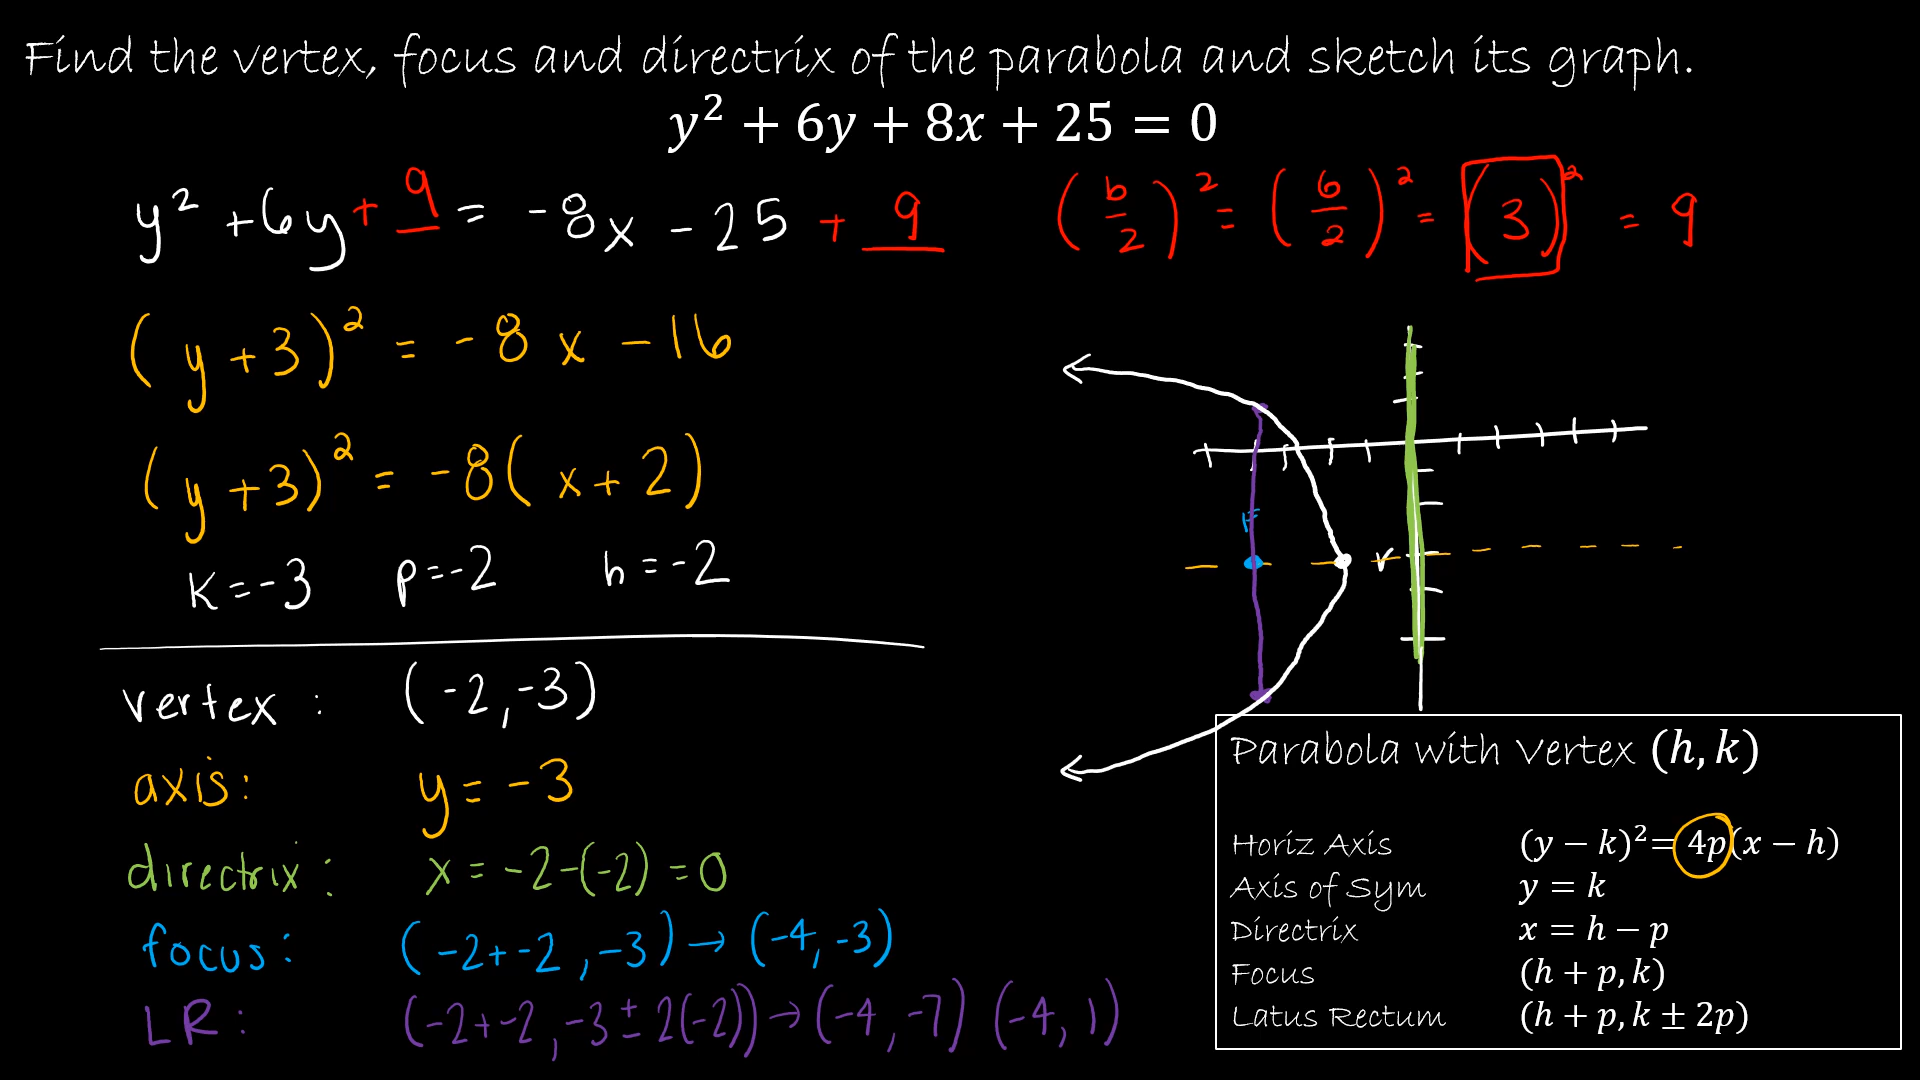 Find the vertex, focus and directrix of the parabola and sketch its graph.
y² + 6y + 8x + 25 = 0
y² + 6y + 9 = -8x - 25 + 9
(b/2)² = (6/2)² = (3)² = 9
(y + 3)² = -8x - 16
(y + 3)² = -8(x + 2)
K = -3 p = -2 h = -2
F
V
vertex: (-2, -3)
axis: y = -3
directrix: x = -2-(-2) = 0
focus: (-2+-2, -3) → (-4, -3)
LR: (-2+-2, -3 ± 2(-2)) → (-4, -7) (-4, 1)
Parabola with Vertex (h, k)
Horiz Axis (y − k)² = 4p(x − h)
Axis of Sym y = k
Directrix x = h − p
Focus (h + p, k)
Latus Rectum (h + p, k ± 2p)